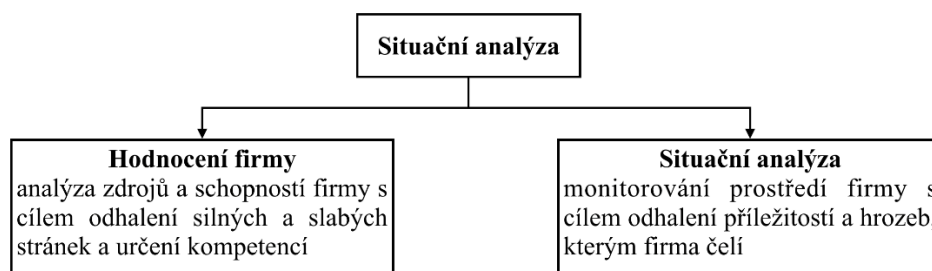 Situační analýza
Hodnocení firmy
analýza zdrojů a schopností firmy s
cílem odhalení silných a slabých
stránek a určení kompetencí
Situační analýza
monitorování prostředí firmy s
cílem odhalení příležitostí a hrozeb,
kterým firma čelí